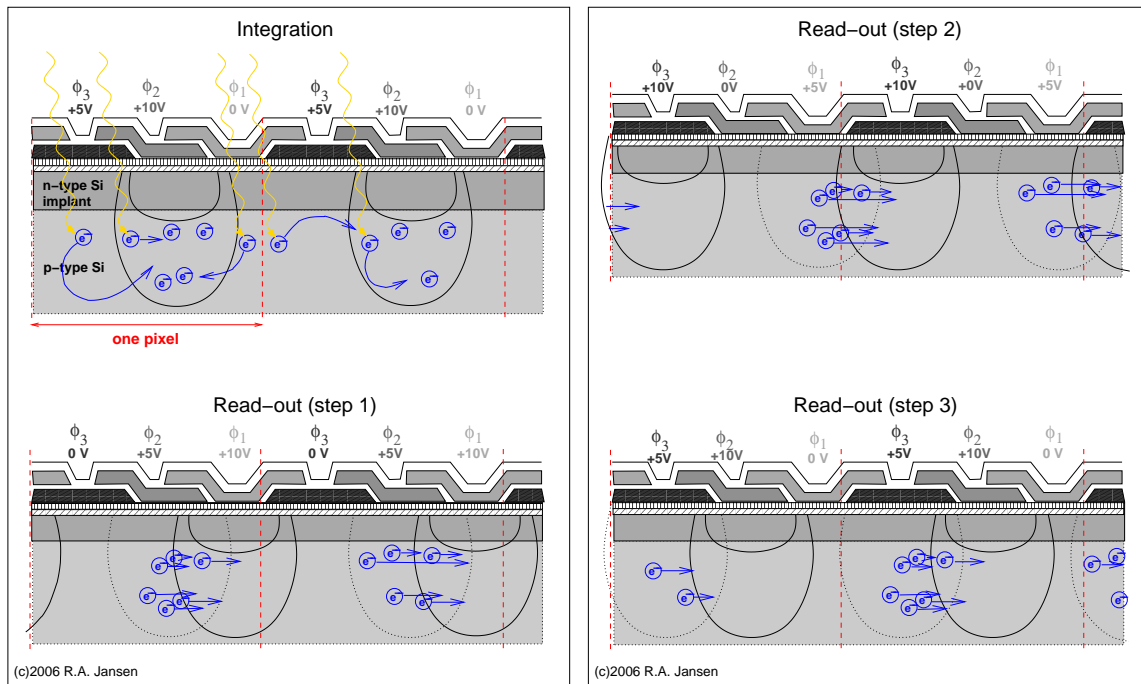 Integration
ϕ3 ϕ2 ϕ1 ϕ3 ϕ2 ϕ1
+5V +10V 0 V +5V +10V 0 V
n−type Si
implant
e− e− e− e− e− e− e− e− e−
p−type Si
e− e− e−
one pixel
Read−out (step 1)
ϕ3 ϕ2 ϕ1 ϕ3 ϕ2 ϕ1
0 V +5V +10V 0 V +5V +10V
e− e− e− e− e− e−
e− e− e− e− e−
(c)2006 R.A. Jansen
Read−out (step 2)
ϕ3 ϕ2 ϕ1 ϕ3 ϕ2 ϕ1
+10V 0V +5V +10V +0V +5V
e− e− e− e− e− e−
e− e− e− e− e−
Read−out (step 3)
ϕ3 ϕ2 ϕ1 ϕ3 ϕ2 ϕ1
+5V +10V 0 V +5V +10V 0 V
e− e− e− e− e− e−
e− e− e− e− e−
(c)2006 R.A. Jansen